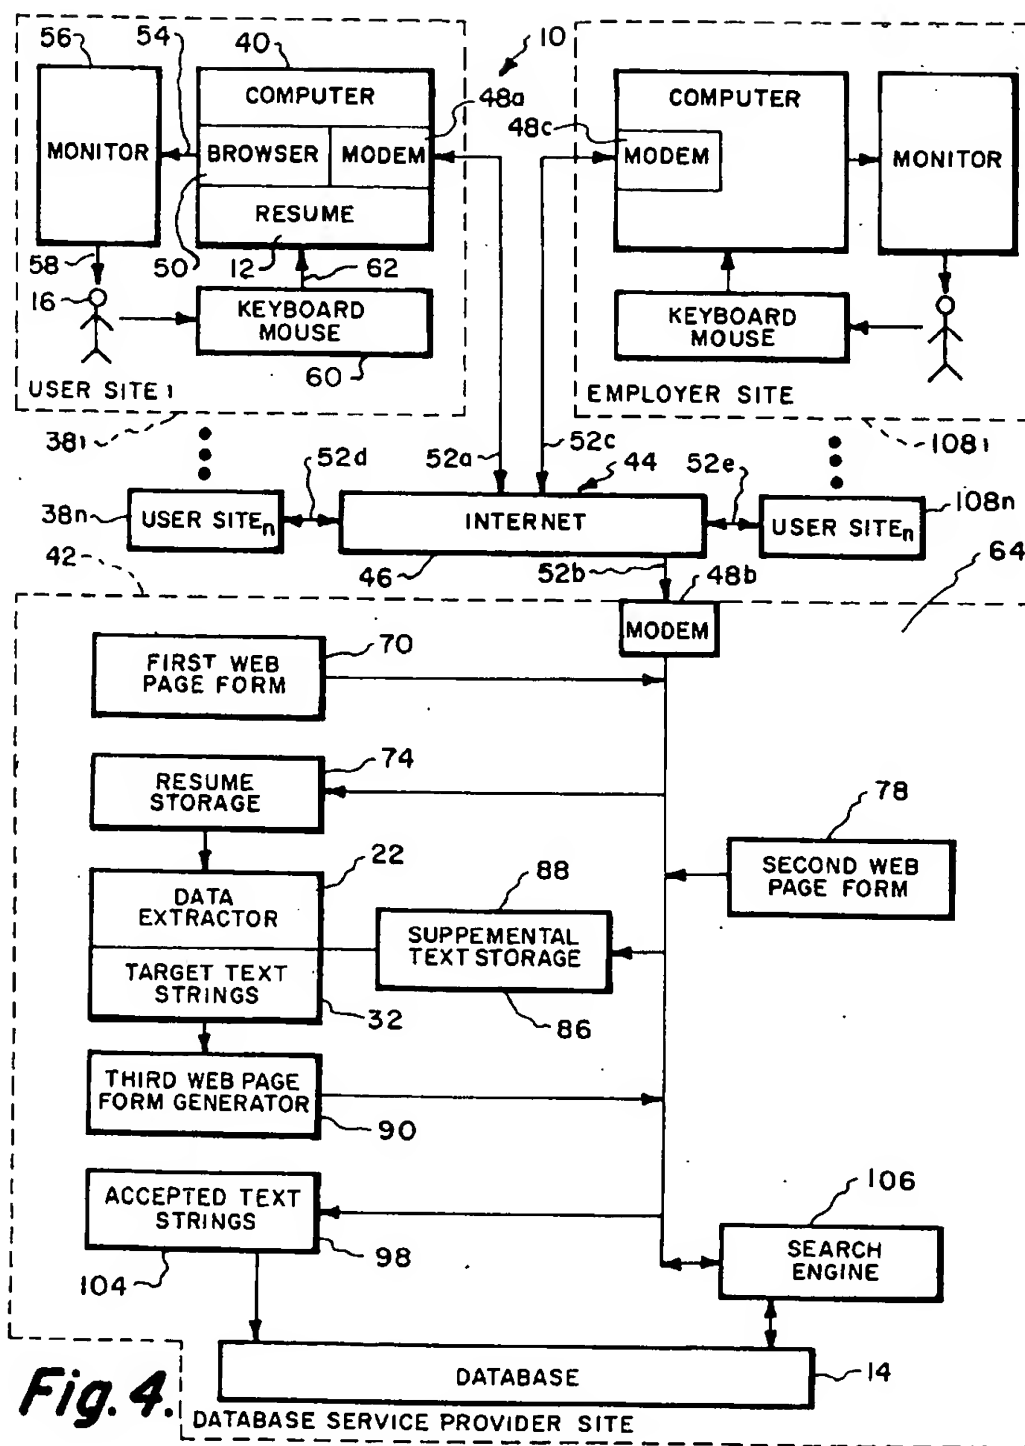 56
54
40
10
COMPUTER
48a
MONITOR
BROWSER
MODEM
RESUME
58
50
12
62
16
KEYBOARD
MOUSE
60
USER SITE 1
38₁
COMPUTER
48c
MODEM
MONITOR
KEYBOARD
MOUSE
EMPLOYER SITE
108₁
52d
52a
52c
44
52e
38n
USER SITEₙ
INTERNET
USER SITEₙ
108n
42
46
52b
48b
64
MODEM
70
FIRST WEB
PAGE FORM
74
RESUME
STORAGE
78
SECOND WEB
PAGE FORM
22
DATA
EXTRACTOR
88
SUPPEMENTAL
TEXT STORAGE
TARGET TEXT
STRINGS
32
86
THIRD WEB PAGE
FORM GENERATOR
90
ACCEPTED TEXT
STRINGS
106
98
104
SEARCH
ENGINE
DATABASE
14
Fig. 4.
DATABASE SERVICE PROVIDER SITE